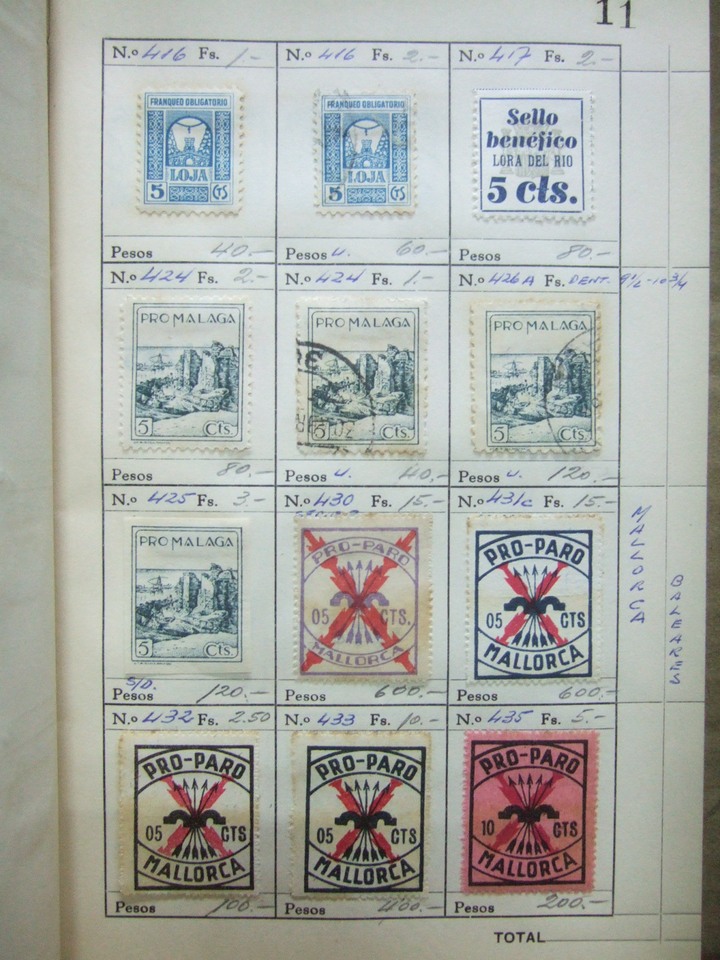 11
N.º 416 Fs. 1.-
FRANQUEO OBLIGATORIO
LOJA
5 CTS
Pesos 40.-
N.º 416 Fs. 2.-
FRANQUEO OBLIGATORIO
LOJA
5 CTS
Pesos u. 60.-
N.º 417 Fs. 2.-
Sello
benéfico
LORA DEL RIO
5 cts.
Pesos 80.-
N.º 424 Fs. 2.-
PRO MALAGA
5 Cts.
Pesos 80.-
N.º 424 Fs. 1.-
PRO MALAGA
5 Cts.
Pesos u. 40.-
N.º 426A Fs. DENT. 9½-10¾
PRO MALAGA
5 Cts.
Pesos u. 120.-
N.º 425 Fs. 3.-
PRO MALAGA
5 Cts.
S/D.
Pesos 120.-
N.º 430 Fs. 15.-
PRO-PARO
05 CTS.
MALLORCA
Pesos 600.-
N.º 431c Fs. 15.-
PRO-PARO
05 CTS
MALLORCA
Pesos 600.-
MALLORCA
BALEARES
N.º 432 Fs. 2.50
PRO-PARO
05 CTS
MALLORCA
Pesos 100.-
N.º 433 Fs. 10.-
PRO-PARO
05 CTS
MALLORCA
Pesos 400.-
N.º 435 Fs. 5.-
PRO-PARO
10 CTS
MALLORCA
Pesos 200.-
TOTAL